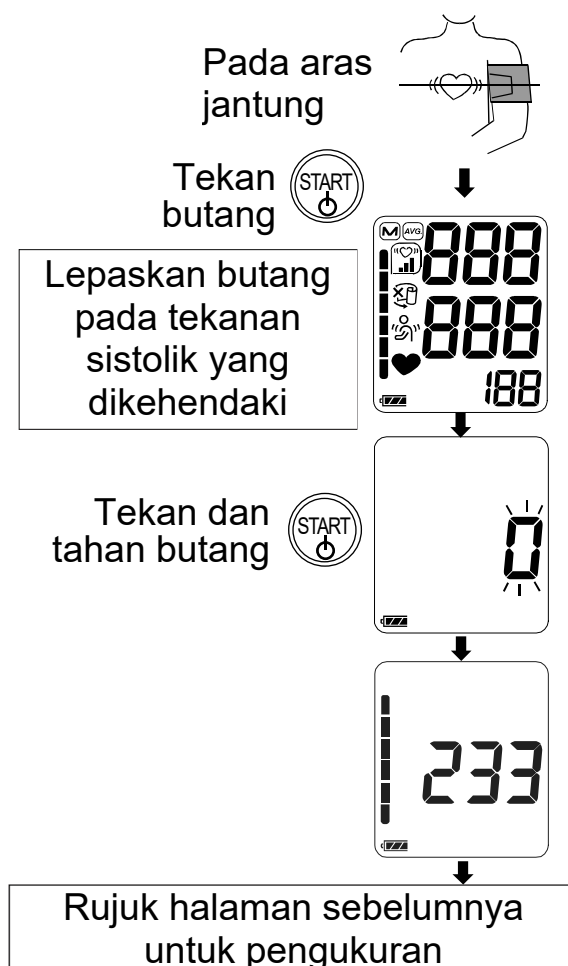 Pada aras
jantung
Tekan
butang
START
M AVG.
888
888
188
Lepaskan butang
pada tekanan
sistolik yang
dikehendaki
Tekan dan
tahan butang
START
0
233
Rujuk halaman sebelumnya
untuk pengukuran